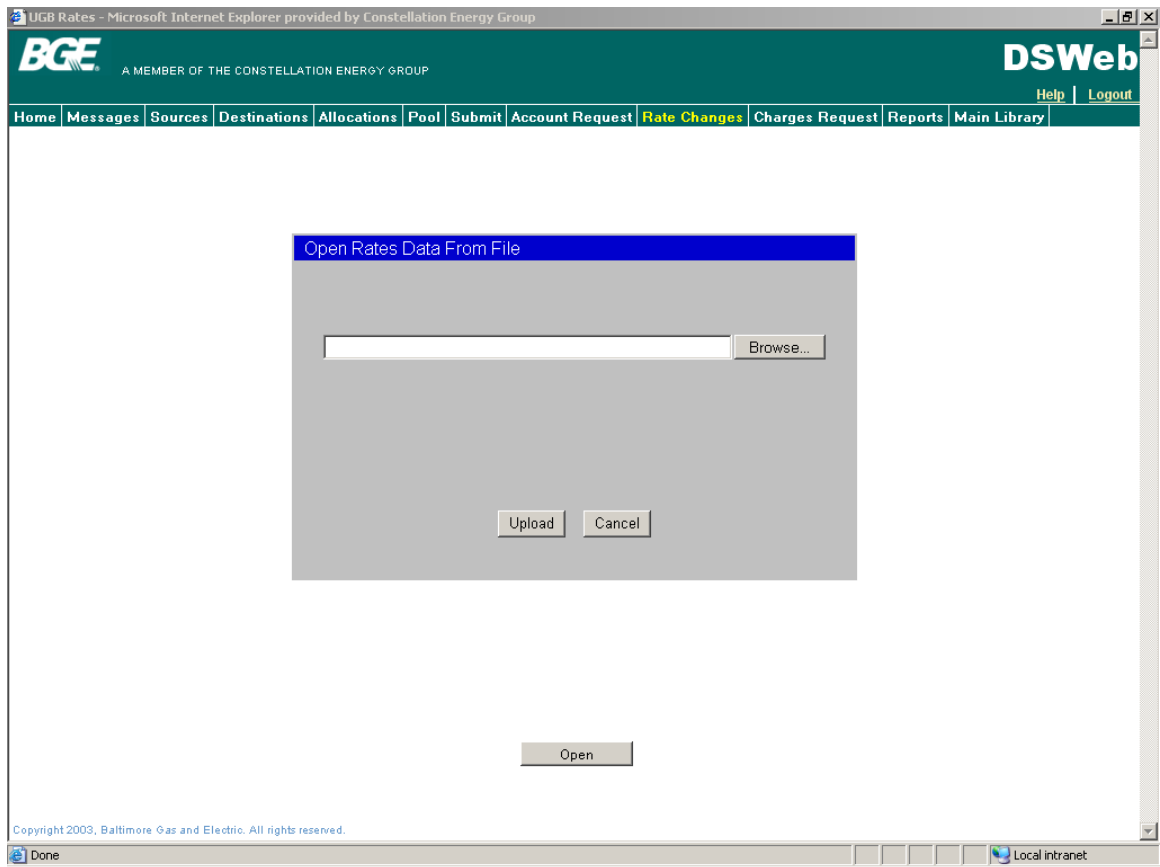 UGB Rates - Microsoft Internet Explorer provided by Constellation Energy Group
BGE. A MEMBER OF THE CONSTELLATION ENERGY GROUP
DSWeb
Help | Logout
Home Messages Sources Destinations Allocations Pool Submit Account Request Rate Changes Charges Request Reports Main Library
Open Rates Data From File
Browse...
Upload Cancel
Open
Copyright 2003, Baltimore Gas and Electric. All rights reserved.
Done Local intranet